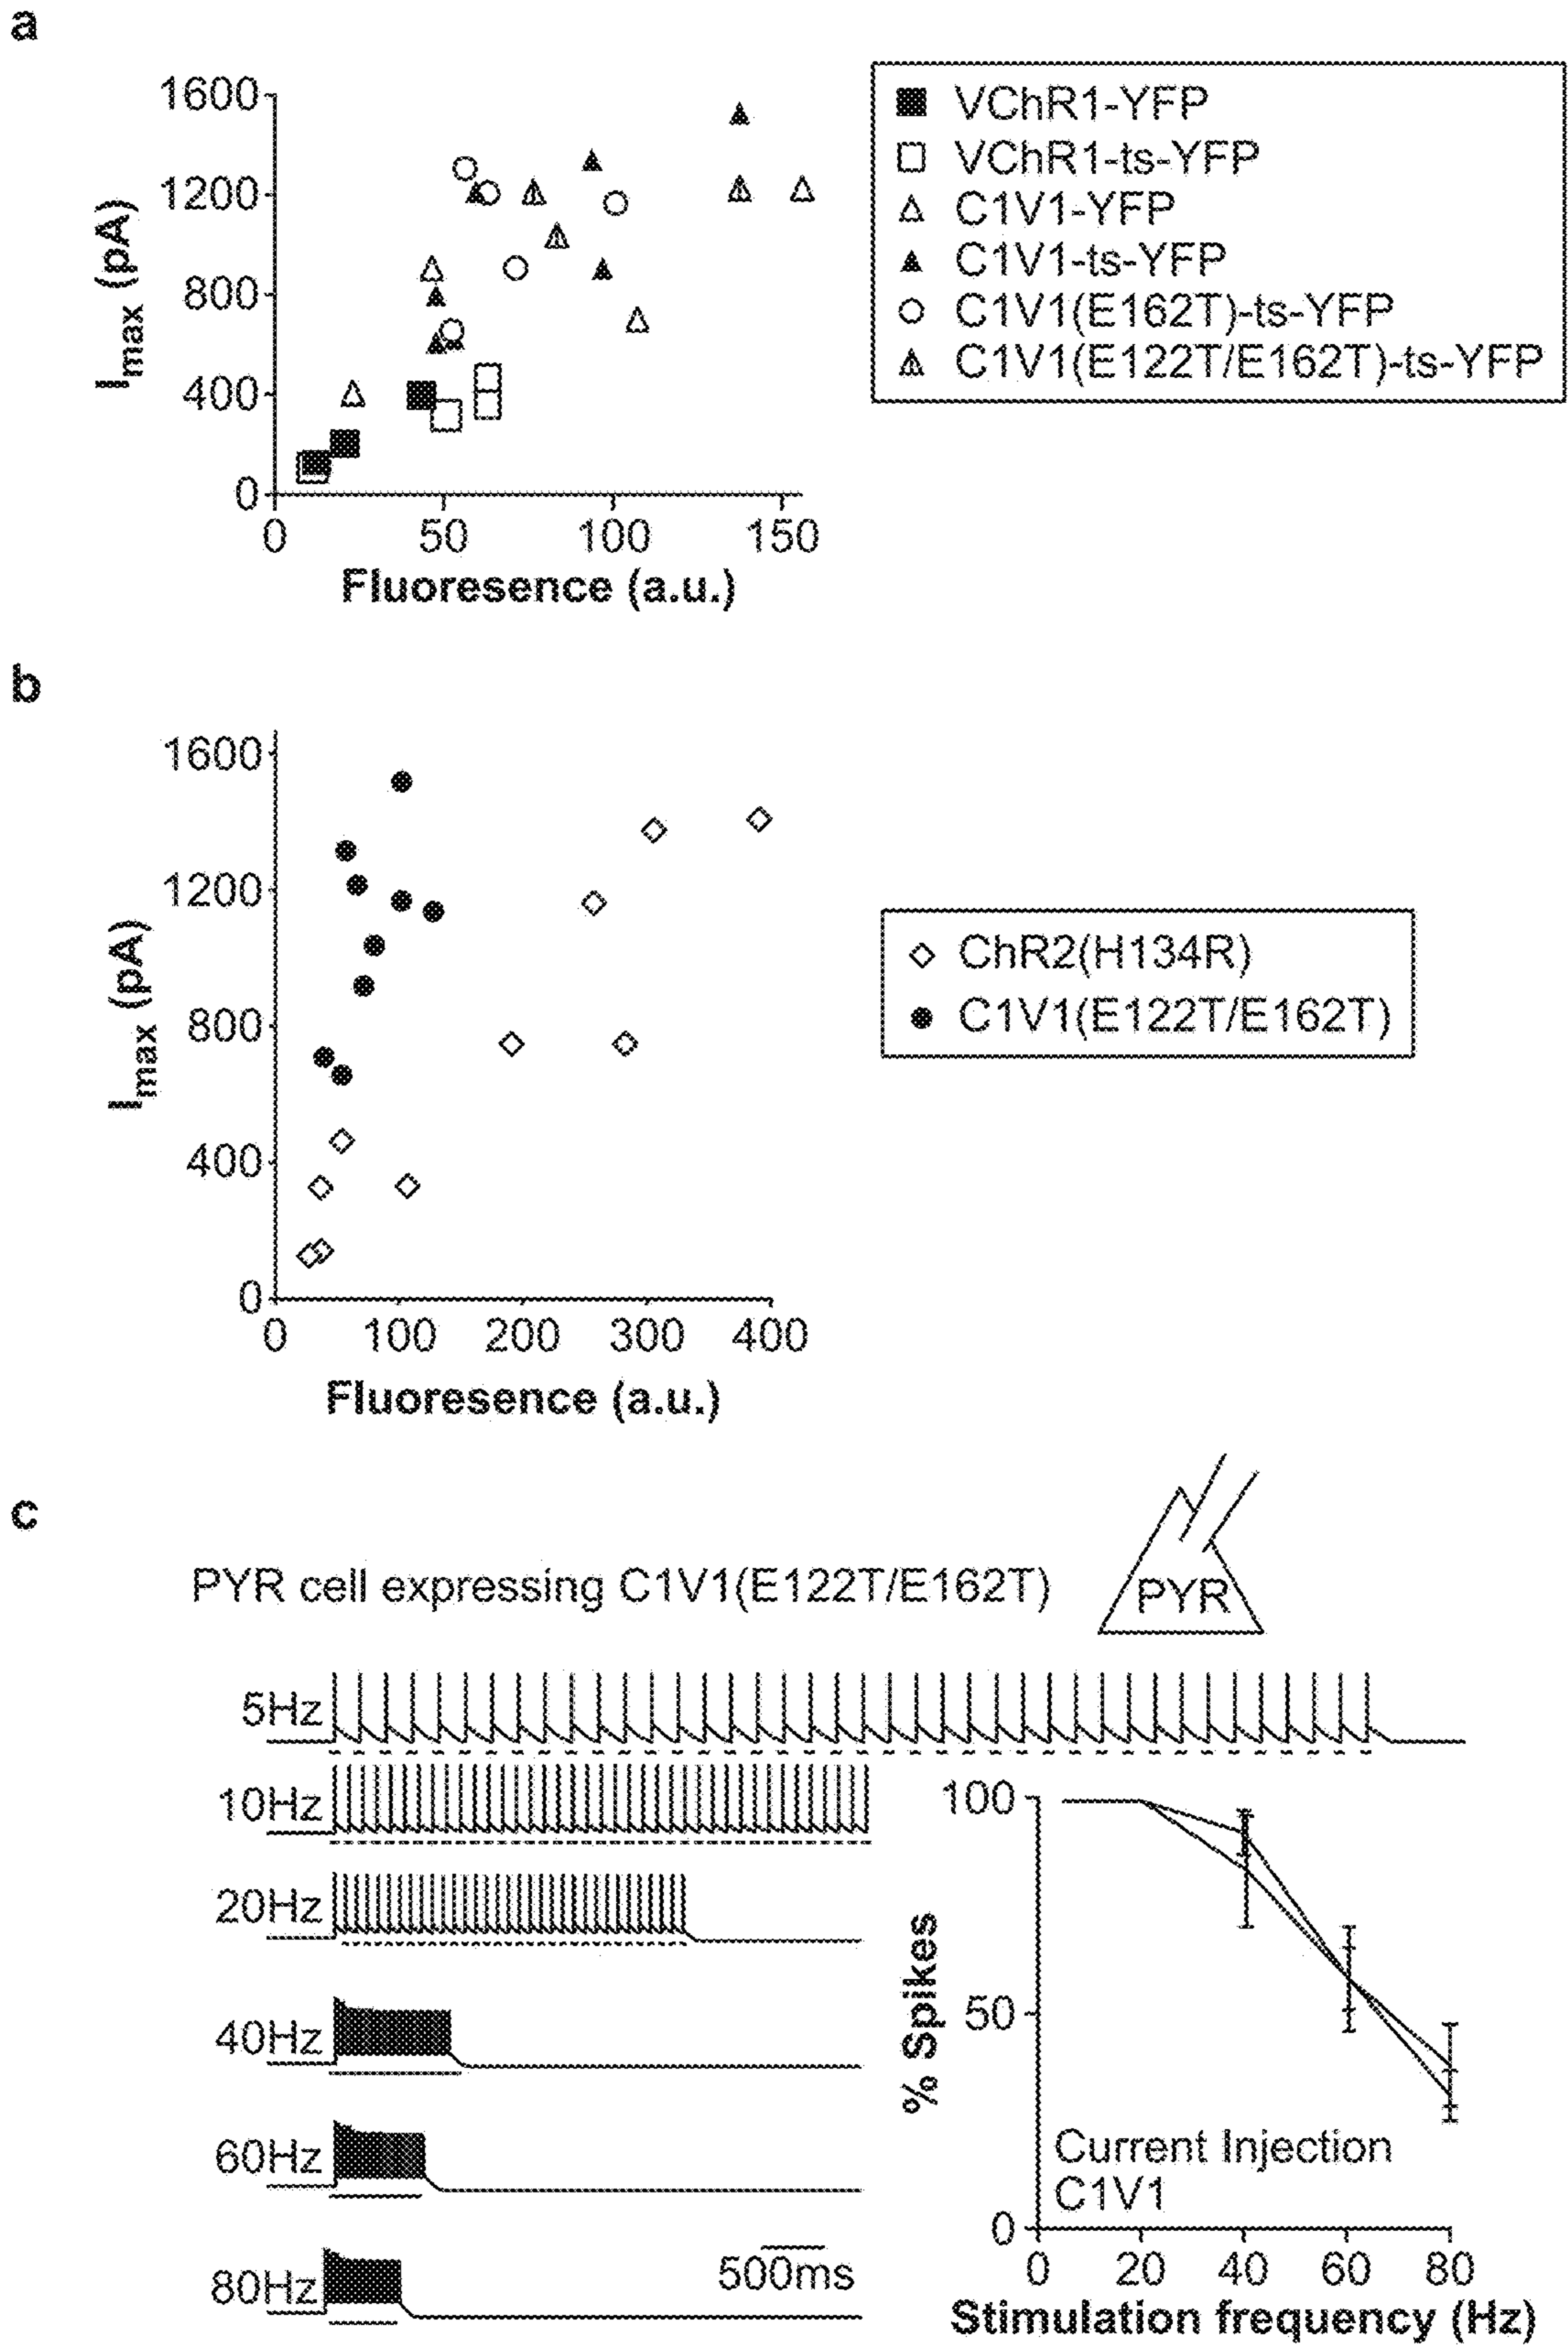 a
1600
1200
800
400
0
I_max (pA)
0 50 100 150
Fluoresence (a.u.)
VChR1-YFP
VChR1-ts-YFP
C1V1-YFP
C1V1-ts-YFP
C1V1(E162T)-ts-YFP
C1V1(E122T/E162T)-ts-YFP
b
1600
1200
800
400
0
I_max (pA)
0 100 200 300 400
Fluoresence (a.u.)
ChR2(H134R)
C1V1(E122T/E162T)
c
PYR cell expressing C1V1(E122T/E162T)
PYR
5Hz
10Hz
20Hz
40Hz
60Hz
80Hz
500ms
100
50
0
% Spikes
Current Injection
C1V1
0 20 40 60 80
Stimulation frequency (Hz)